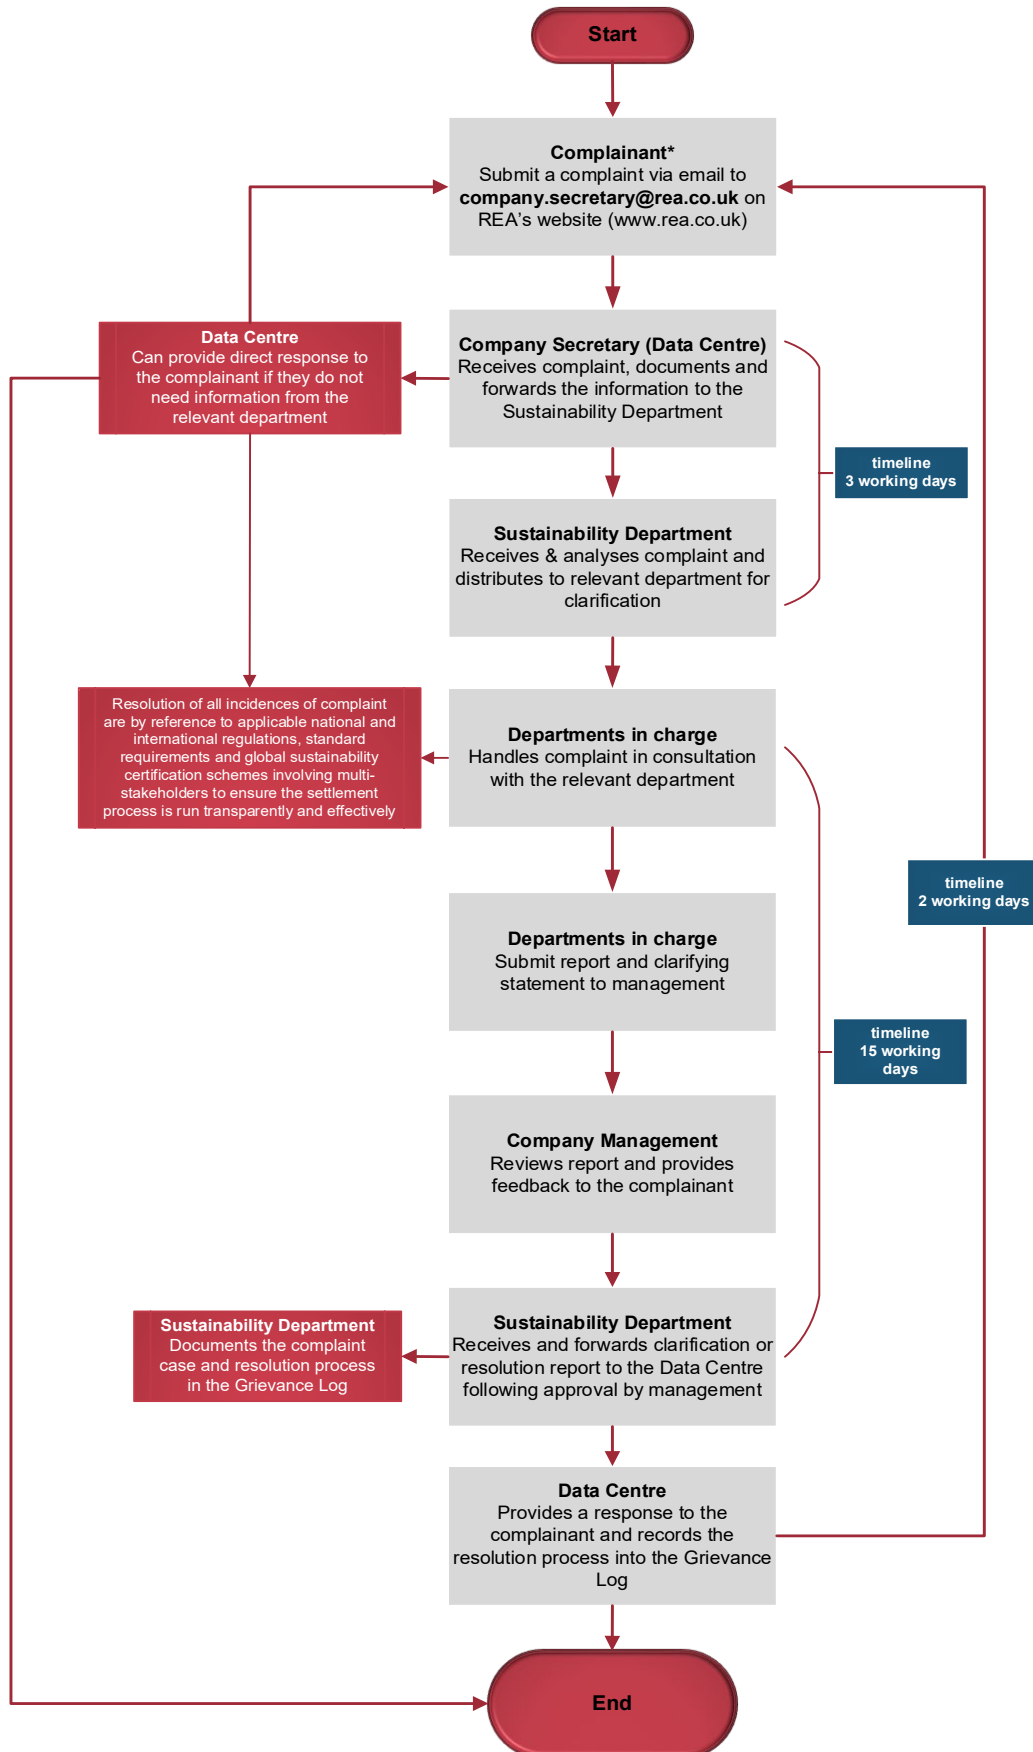 Start
Complainant*
Submit a complaint via email to
company.secretary@rea.co.uk on
REA's website (www.rea.co.uk)
Data Centre
Can provide direct response to
the complainant if they do not
need information from the
relevant department
Company Secretary (Data Centre)
Receives complaint, documents and
forwards the information to the
Sustainability Department
timeline
3 working days
Sustainability Department
Receives & analyses complaint and
distributes to relevant department for
clarification
Resolution of all incidences of complaint
are by reference to applicable national and
international regulations, standard
requirements and global sustainability
certification schemes involving multi-
stakeholders to ensure the settlement
process is run transparently and effectively
Departments in charge
Handles complaint in consultation
with the relevant department
timeline
2 working days
Departments in charge
Submit report and clarifying
statement to management
timeline
15 working
days
Company Management
Reviews report and provides
feedback to the complainant
Sustainability Department
Documents the complaint
case and resolution process
in the Grievance Log
Sustainability Department
Receives and forwards clarification or
resolution report to the Data Centre
following approval by management
Data Centre
Provides a response to the
complainant and records the
resolution process into the Grievance
Log
End